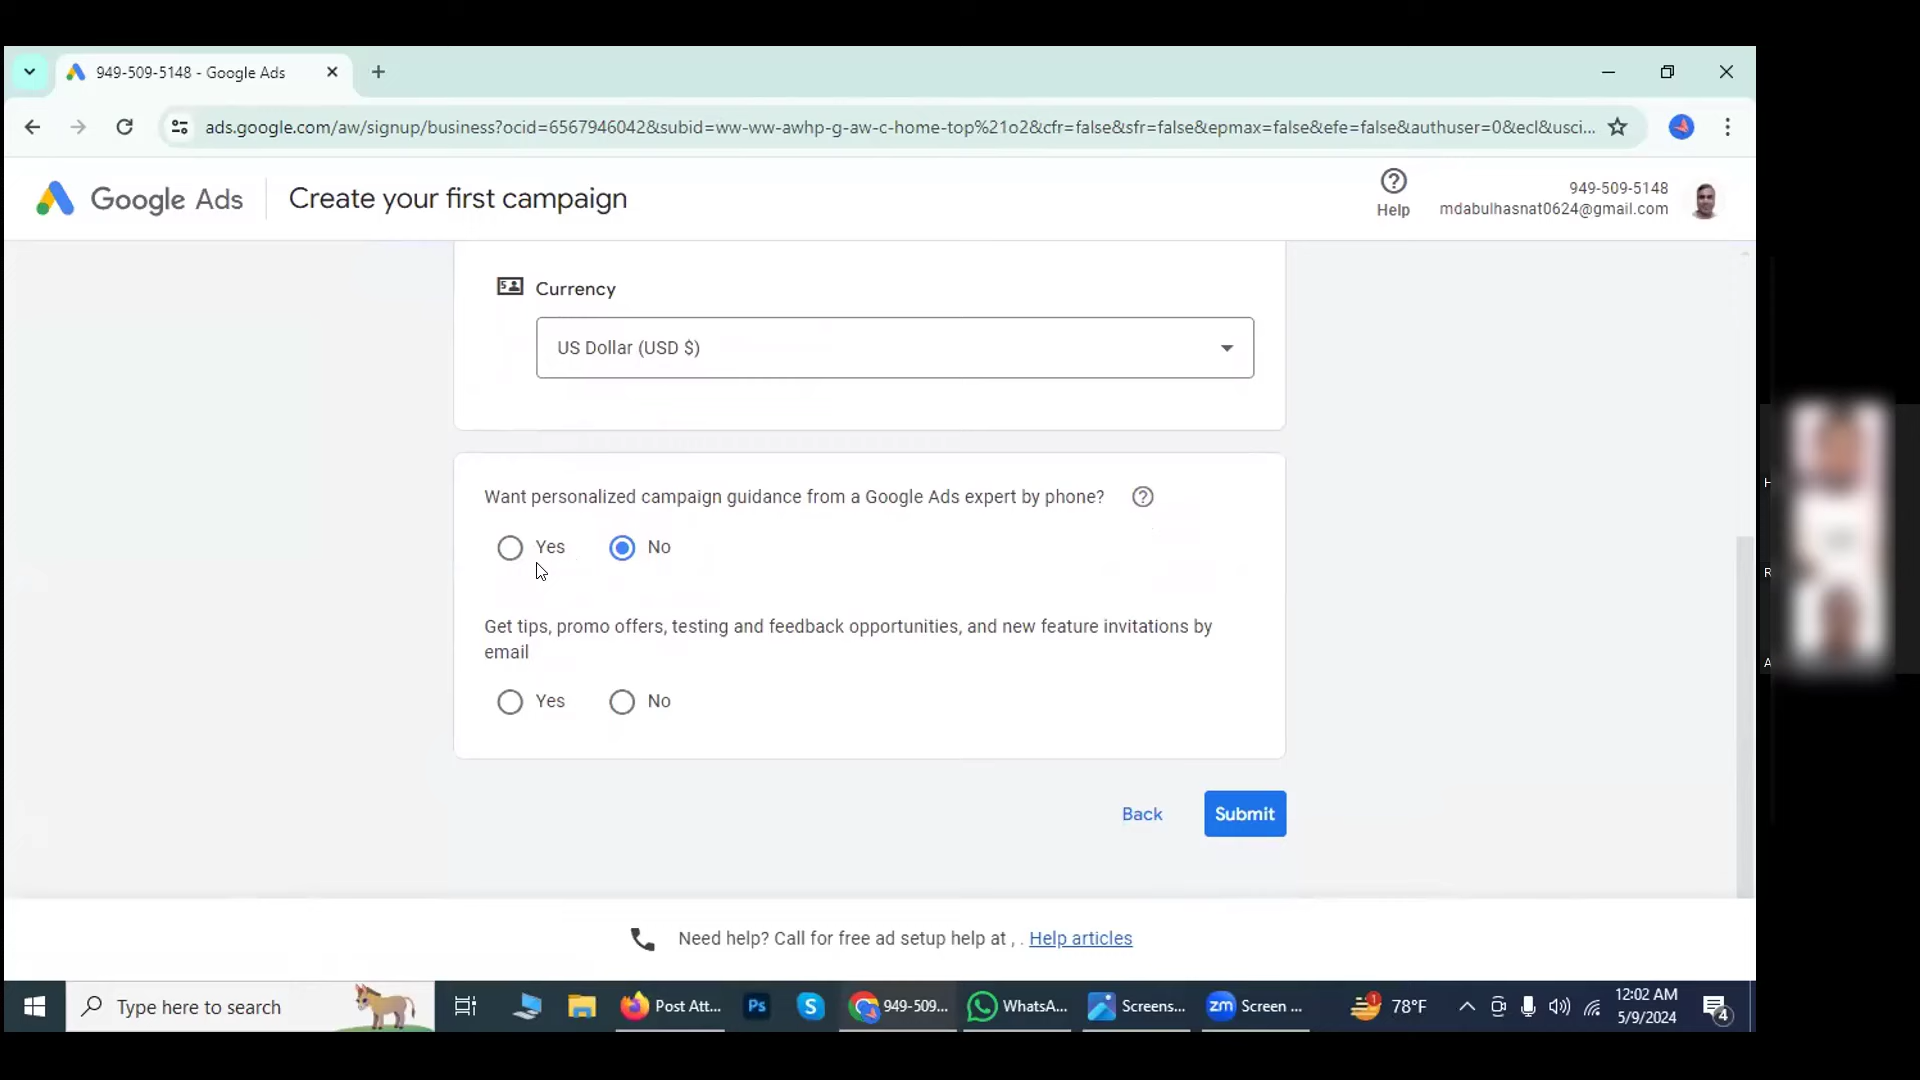 949-509-5148 - Google Ads
ads.google.com/aw/signup/business?ocid=6567946042&subid=ww-ww-awhp-g-aw-c-home-top%21o2&cfr=false&sfr=false&epmax=false&efe=false&authuser=0&ecl&usci...
Google Ads
Create your first campaign
Help
949-509-5148
mdabulhasnat0624@gmail.com
Currency
US Dollar (USD $)
Want personalized campaign guidance from a Google Ads expert by phone?
Yes
No
Get tips, promo offers, testing and feedback opportunities, and new feature invitations by
email
Yes
No
Back
Submit
Need help? Call for free ad setup help at , . Help articles
H
R
A
Type here to search
Post Att...
Ps
949-509...
WhatsA...
Screens...
zm
Screen ...
1
78°F
12:02 AM
5/9/2024
4